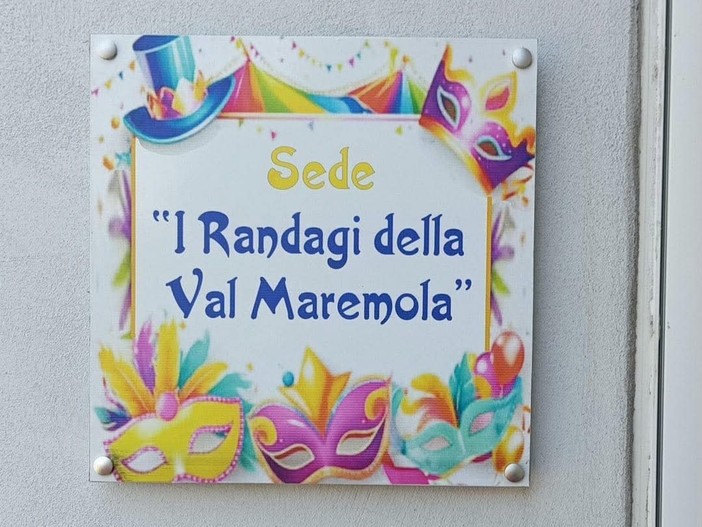 Sede
“I Randagi della
Val Maremola”